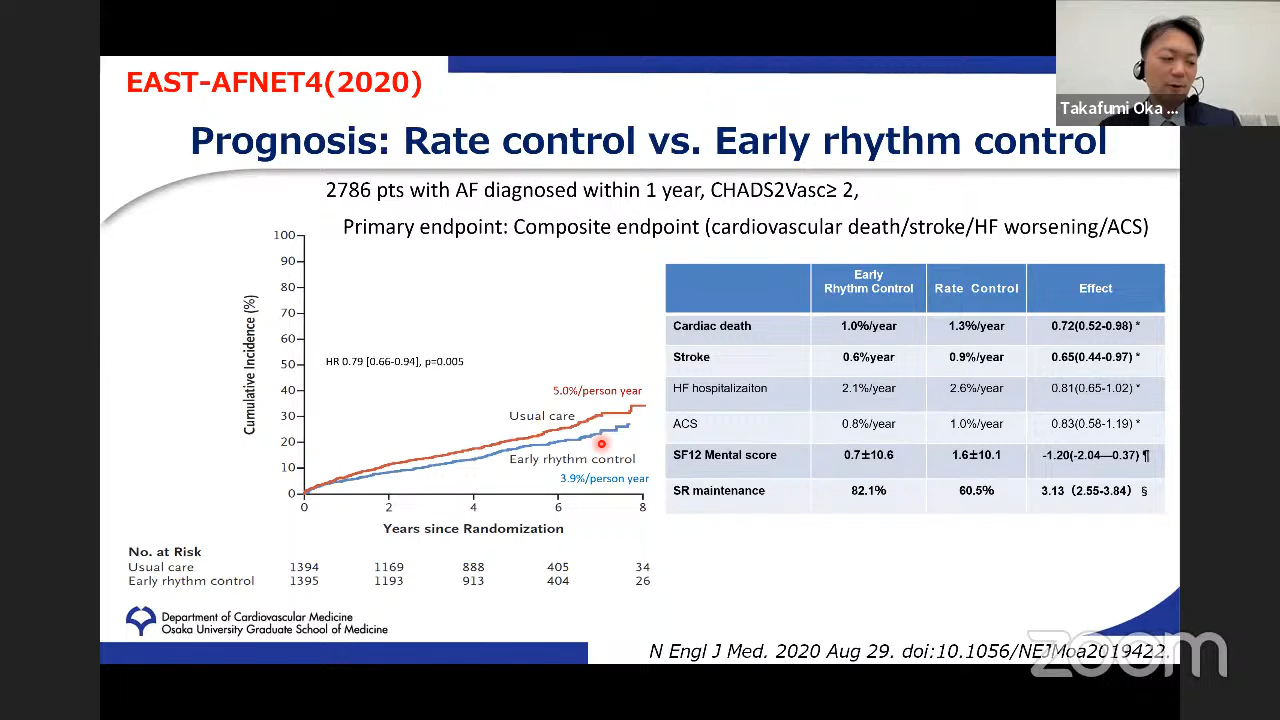 EAST-AFNET4(2020)
Takafumi Oka ...
Prognosis: Rate control vs. Early rhythm control
2786 pts with AF diagnosed within 1 year, CHADS2Vasc≥ 2,
Primary endpoint: Composite endpoint (cardiovascular death/stroke/HF worsening/ACS)
Cumulative Incidence (%)
100
90
80
70
60
50
40
30
20
10
0
HR 0.79 [0.66-0.94], p=0.005
5.0%/person year
Usual care
Early rhythm control
3.9%/person year
0 2 4 6 8
Years since Randomization
No. at Risk
Usual care 1394 1169 888 405 34
Early rhythm control 1395 1193 913 404 26
Early
Rhythm Control Rate Control Effect
Cardiac death 1.0%/year 1.3%/year 0.72(0.52-0.98) *
Stroke 0.6%year 0.9%/year 0.65(0.44-0.97) *
HF hospitalizaiton 2.1%/year 2.6%/year 0.81(0.65-1.02) *
ACS 0.8%/year 1.0%/year 0.83(0.58-1.19) *
SF12 Mental score 0.7±10.6 1.6±10.1 -1.20(-2.04—0.37) ¶
SR maintenance 82.1% 60.5% 3.13（2.55-3.84）§
Department of Cardiovascular Medicine
Osaka University Graduate School of Medicine
N Engl J Med. 2020 Aug 29. doi:10.1056/NEJMoa2019422.
zoom